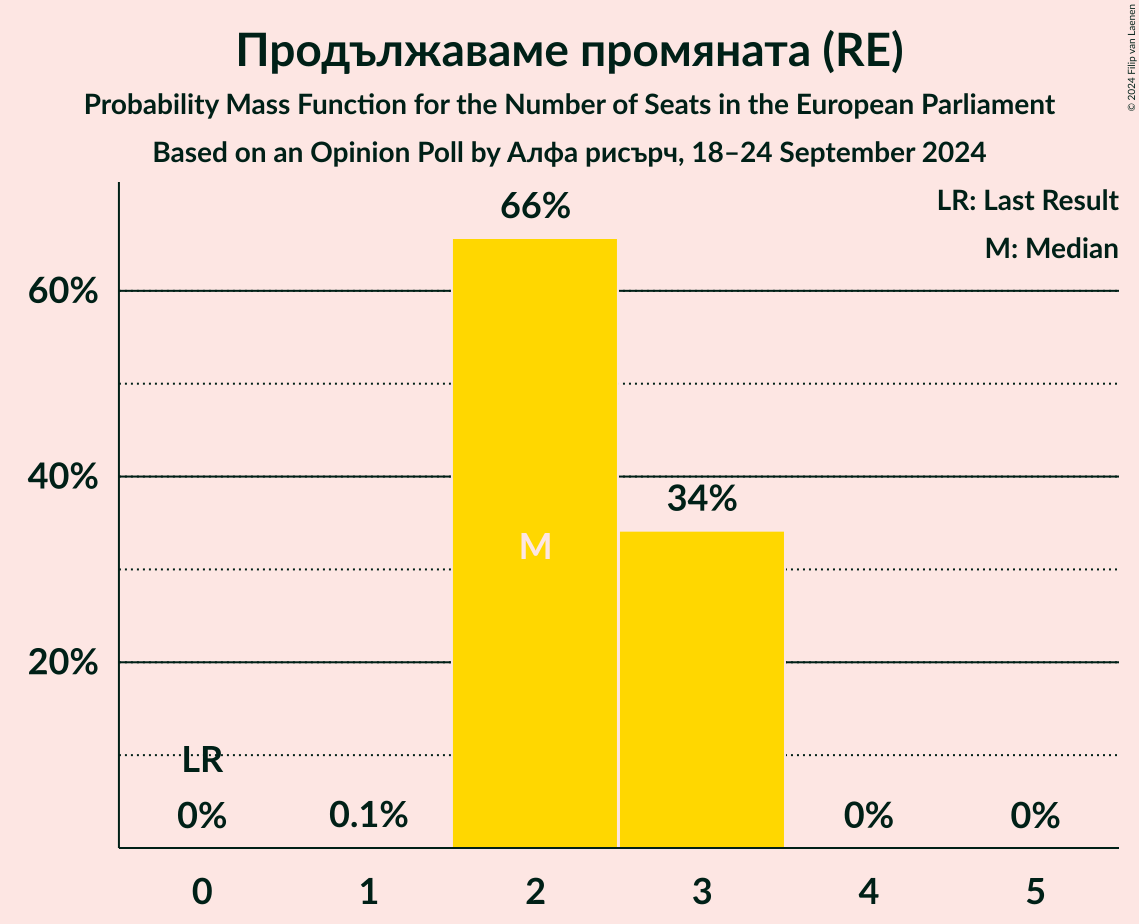 Продължаваме промяната (RE)
Probability Mass Function for the Number of Seats in the European Parliament
Based on an Opinion Poll by Алфа рисърч, 18–24 September 2024
© 2024 Filip van Laenen
LR: Last Result
M: Median
66%
60%
40%
34%
M
20%
LR
0%
0.1%
0%
0%
0
1
2
3
4
5